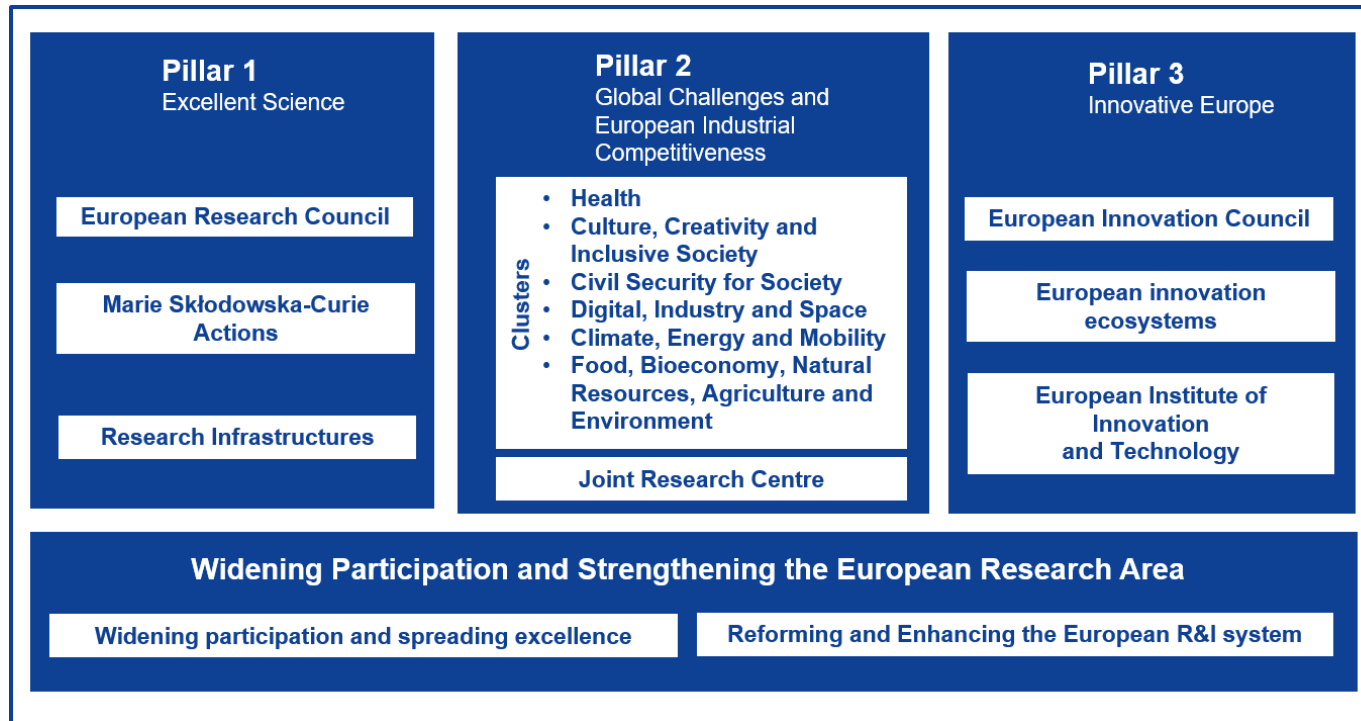 Pillar 1
Excellent Science
European Research Council
Marie Skłodowska-Curie
Actions
Research Infrastructures
Pillar 2
Global Challenges and
European Industrial
Competitiveness
Clusters
• Health
• Culture, Creativity and
Inclusive Society
• Civil Security for Society
• Digital, Industry and Space
• Climate, Energy and Mobility
• Food, Bioeconomy, Natural
Resources, Agriculture and
Environment
Joint Research Centre
Pillar 3
Innovative Europe
European Innovation Council
European innovation
ecosystems
European Institute of
Innovation
and Technology
Widening Participation and Strengthening the European Research Area
Widening participation and spreading excellence
Reforming and Enhancing the European R&I system